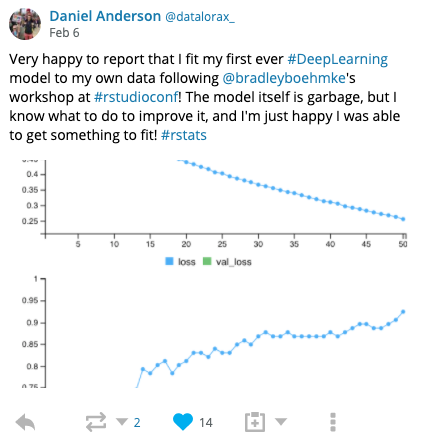 Daniel Anderson @datalorax_
Feb 6
Very happy to report that I fit my first ever #DeepLearning
model to my own data following @bradleyboehmke's
workshop at #rstudioconf! The model itself is garbage, but I
know what to do to improve it, and I'm just happy I was able
to get something to fit! #rstats
0.45
0.4
0.35
0.3
0.25
5 10 15 20 25 30 35 40 45 50
loss val_loss
1
0.95
0.9
0.85
0.8
0.75
2 14